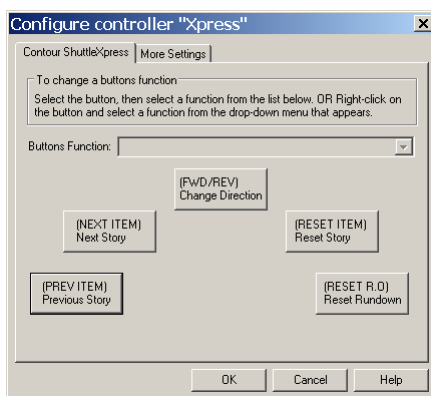 Configure controller "Xpress"
Contour ShuttleXpress
More Settings
To change a buttons function
Select the button, then select a function from the list below. OR Right-click on
the button and select a function from the drop-down menu that appears.
Buttons Function:
(FWD/REV)
Change Direction
(NEXT ITEM)
Next Story
(RESET ITEM)
Reset Story
(PREV ITEM)
Previous Story
(RESET R.O)
Reset Rundown
OK
Cancel
Help